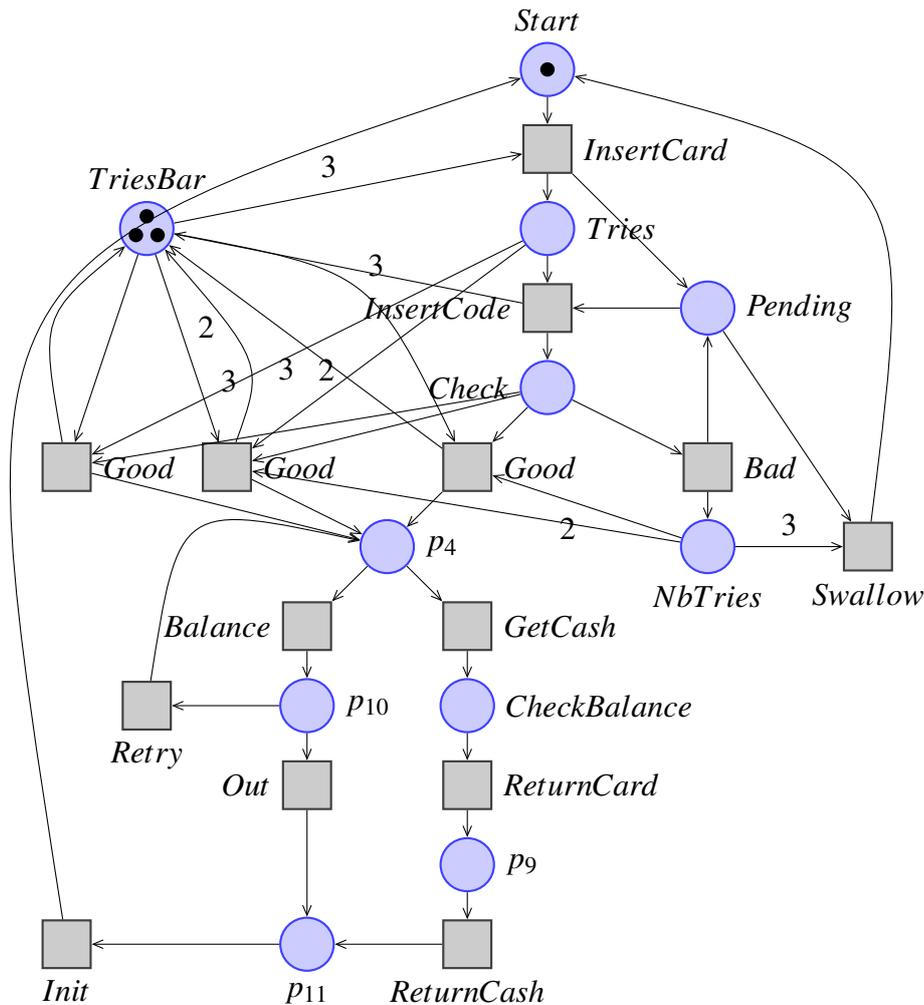 Start
InsertCard
3
TriesBar
Tries
3
InsertCode
Pending
2
3
3
2
Check
Good
Good
Good
Bad
2
3
p4
NbTries
Swallow
Balance
GetCash
p10
CheckBalance
Retry
Out
ReturnCard
p9
Init
p11
ReturnCash